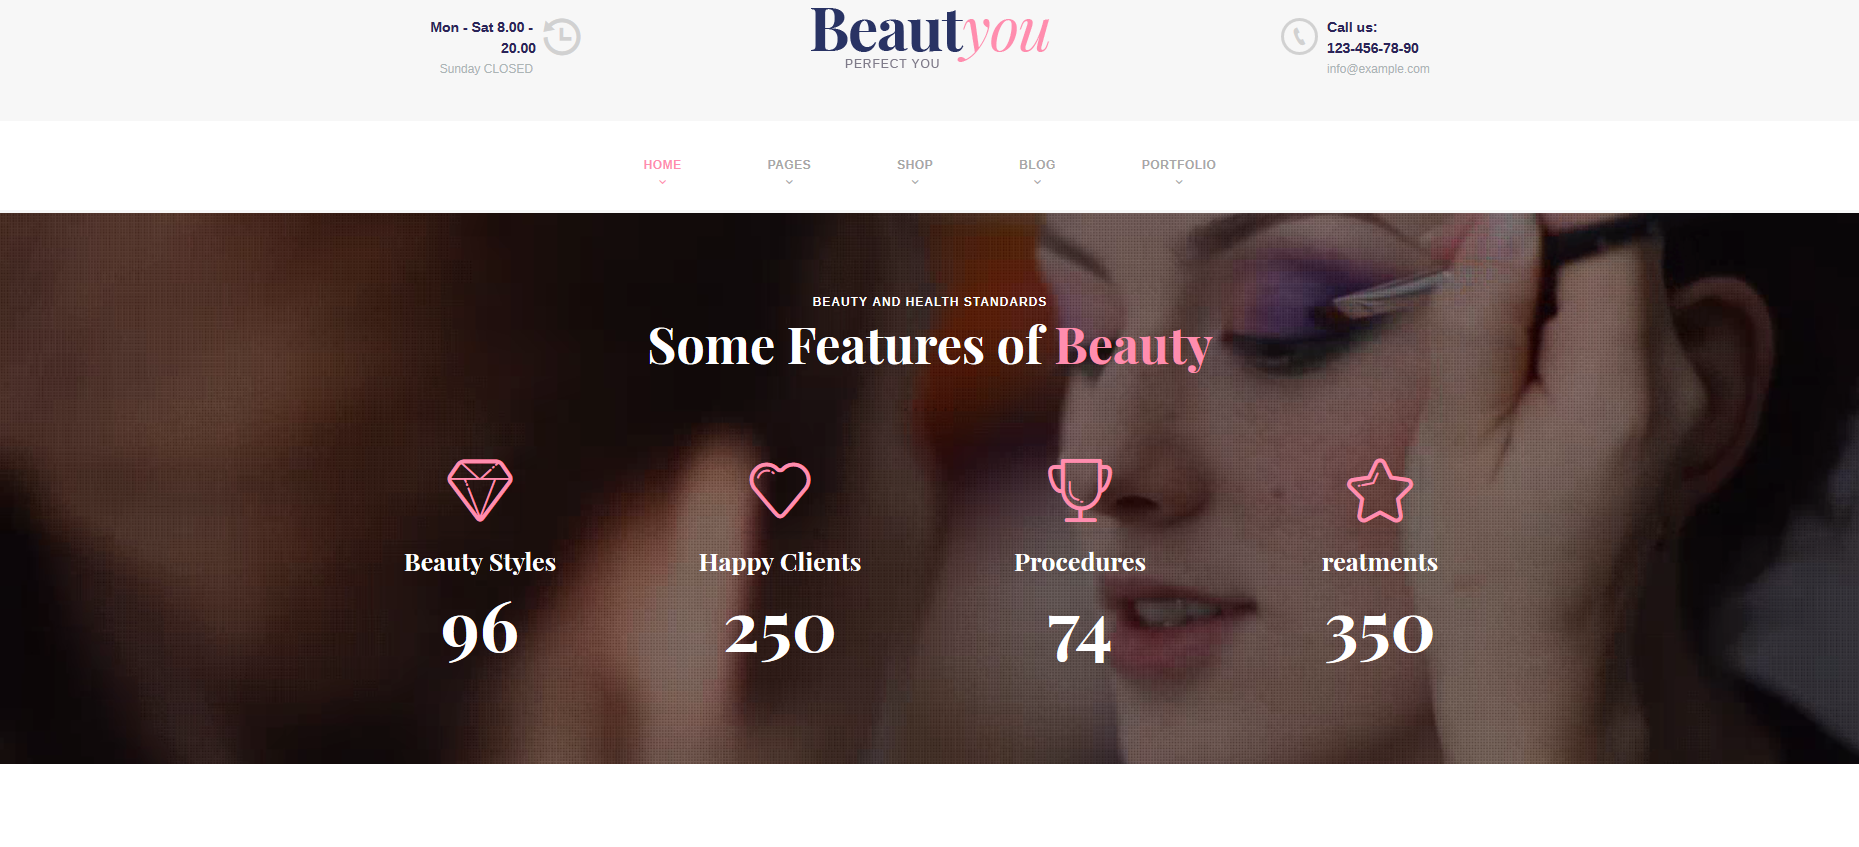 Mon - Sat 8.00 -
20.00
Sunday CLOSED
Beautyou
PERFECT YOU
Call us:
123-456-78-90
info@example.com
HOME
PAGES
SHOP
BLOG
PORTFOLIO
BEAUTY AND HEALTH STANDARDS
Some Features of Beauty
Beauty Styles
Happy Clients
Procedures
reatments
96
250
74
350